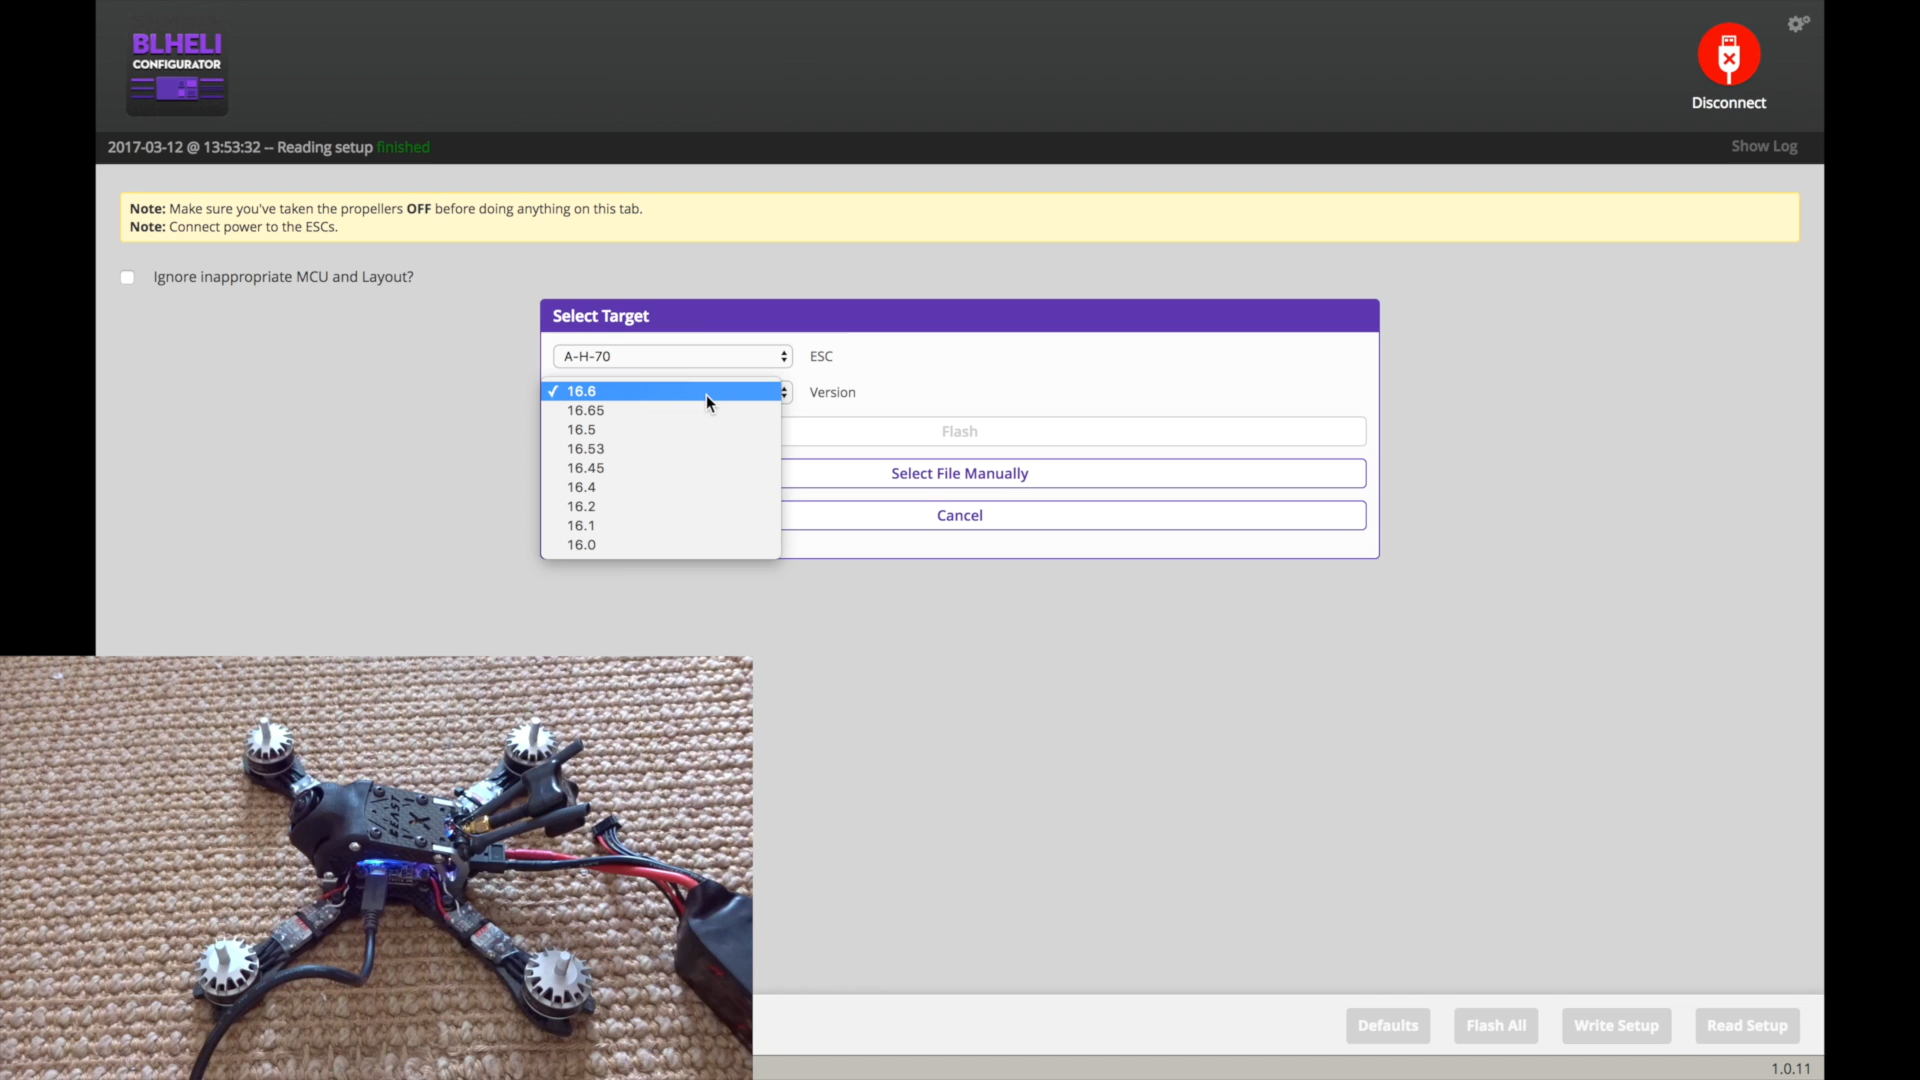 BLHELI
CONFIGURATOR
Disconnect
2017-03-12 @ 13:53:32 -- Reading setup finished
Show Log
Note: Make sure you've taken the propellers OFF before doing anything on this tab.
Note: Connect power to the ESCs.
Ignore inappropriate MCU and Layout?
Select Target
A-H-70
ESC
✓ 16.6
Version
16.65
16.5
16.53
16.45
16.4
16.2
16.1
16.0
Flash
Select File Manually
Cancel
BEAST
X
Defaults
Flash All
Write Setup
Read Setup
1.0.11